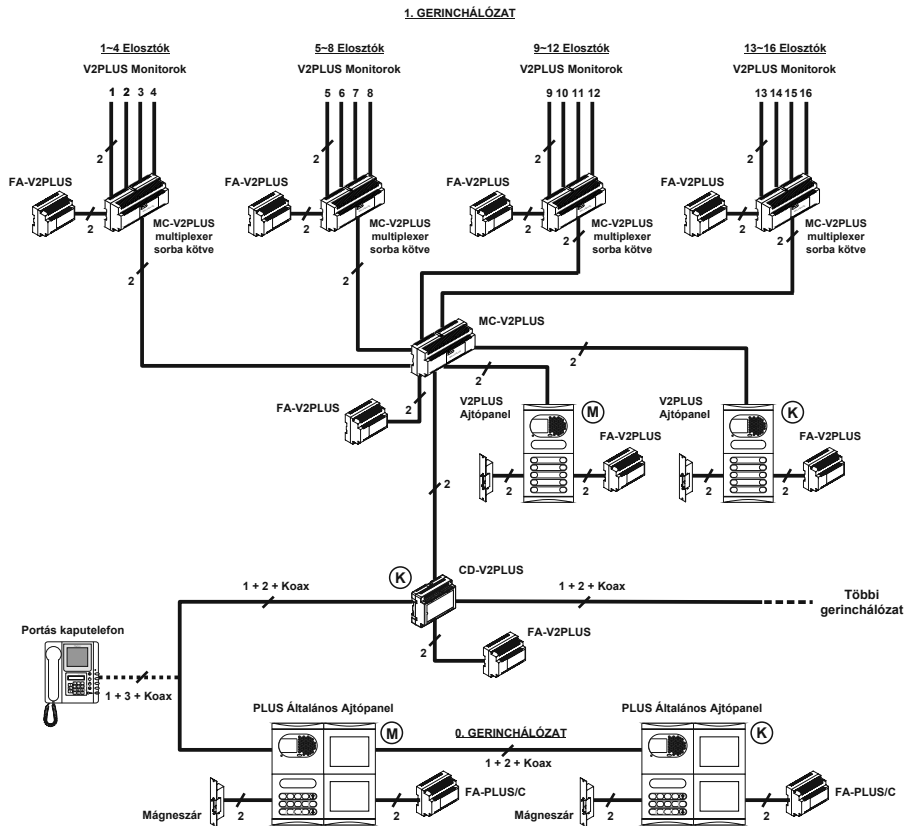 1. GERINCHÁLÓZAT
1~4 Elosztók
V2PLUS Monitorok
5~8 Elosztók
V2PLUS Monitorok
9~12 Elosztók
V2PLUS Monitorok
13~16 Elosztók
V2PLUS Monitorok
1 2 3 4
5 6 7 8
9 10 11 12
13 14 15 16
2
2
2
2
FA-V2PLUS
FA-V2PLUS
FA-V2PLUS
FA-V2PLUS
2
2
2
2
MC-V2PLUS
multiplexer
sorba kötve
MC-V2PLUS
multiplexer
sorba kötve
MC-V2PLUS
multiplexer
sorba kötve
MC-V2PLUS
multiplexer
sorba kötve
2
2
2
2
MC-V2PLUS
2
2
FA-V2PLUS
2
V2PLUS
Ajtópanel
M
FA-V2PLUS
2
2
V2PLUS
Ajtópanel
K
FA-V2PLUS
2
2
2
K
CD-V2PLUS
1 + 2 + Koax
1 + 2 + Koax
Többi
gerinchálózat
2
FA-V2PLUS
Portás kaputelefon
1 + 3 + Koax
PLUS Általános Ajtópanel
M
0. GERINCHÁLÓZAT
1 + 2 + Koax
PLUS Általános Ajtópanel
K
Mágneszár
2
2
FA-PLUS/C
Mágneszár
2
2
FA-PLUS/C